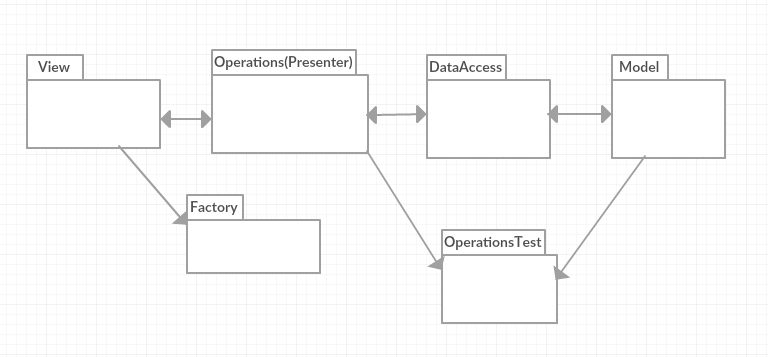 View
Operations(Presenter)
DataAccess
Model
Factory
OperationsTest